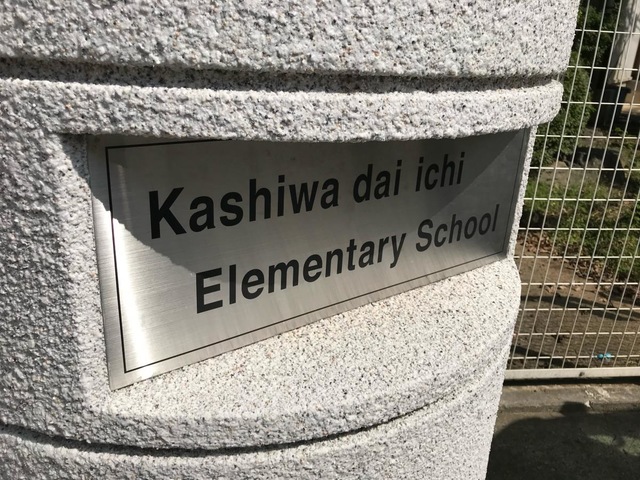 Kashiwa dai ichi
Elementary School